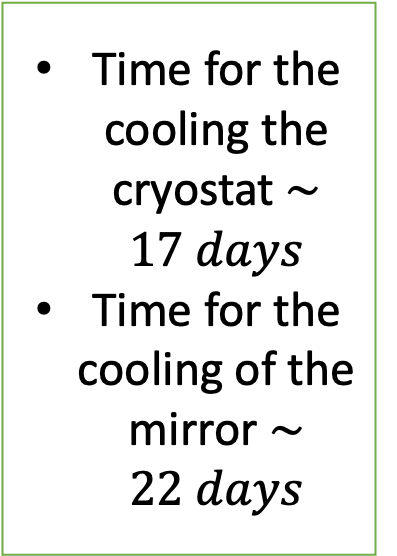 • Time for the
cooling the
cryostat ~
17 days
• Time for the
cooling of the
mirror ~
22 days